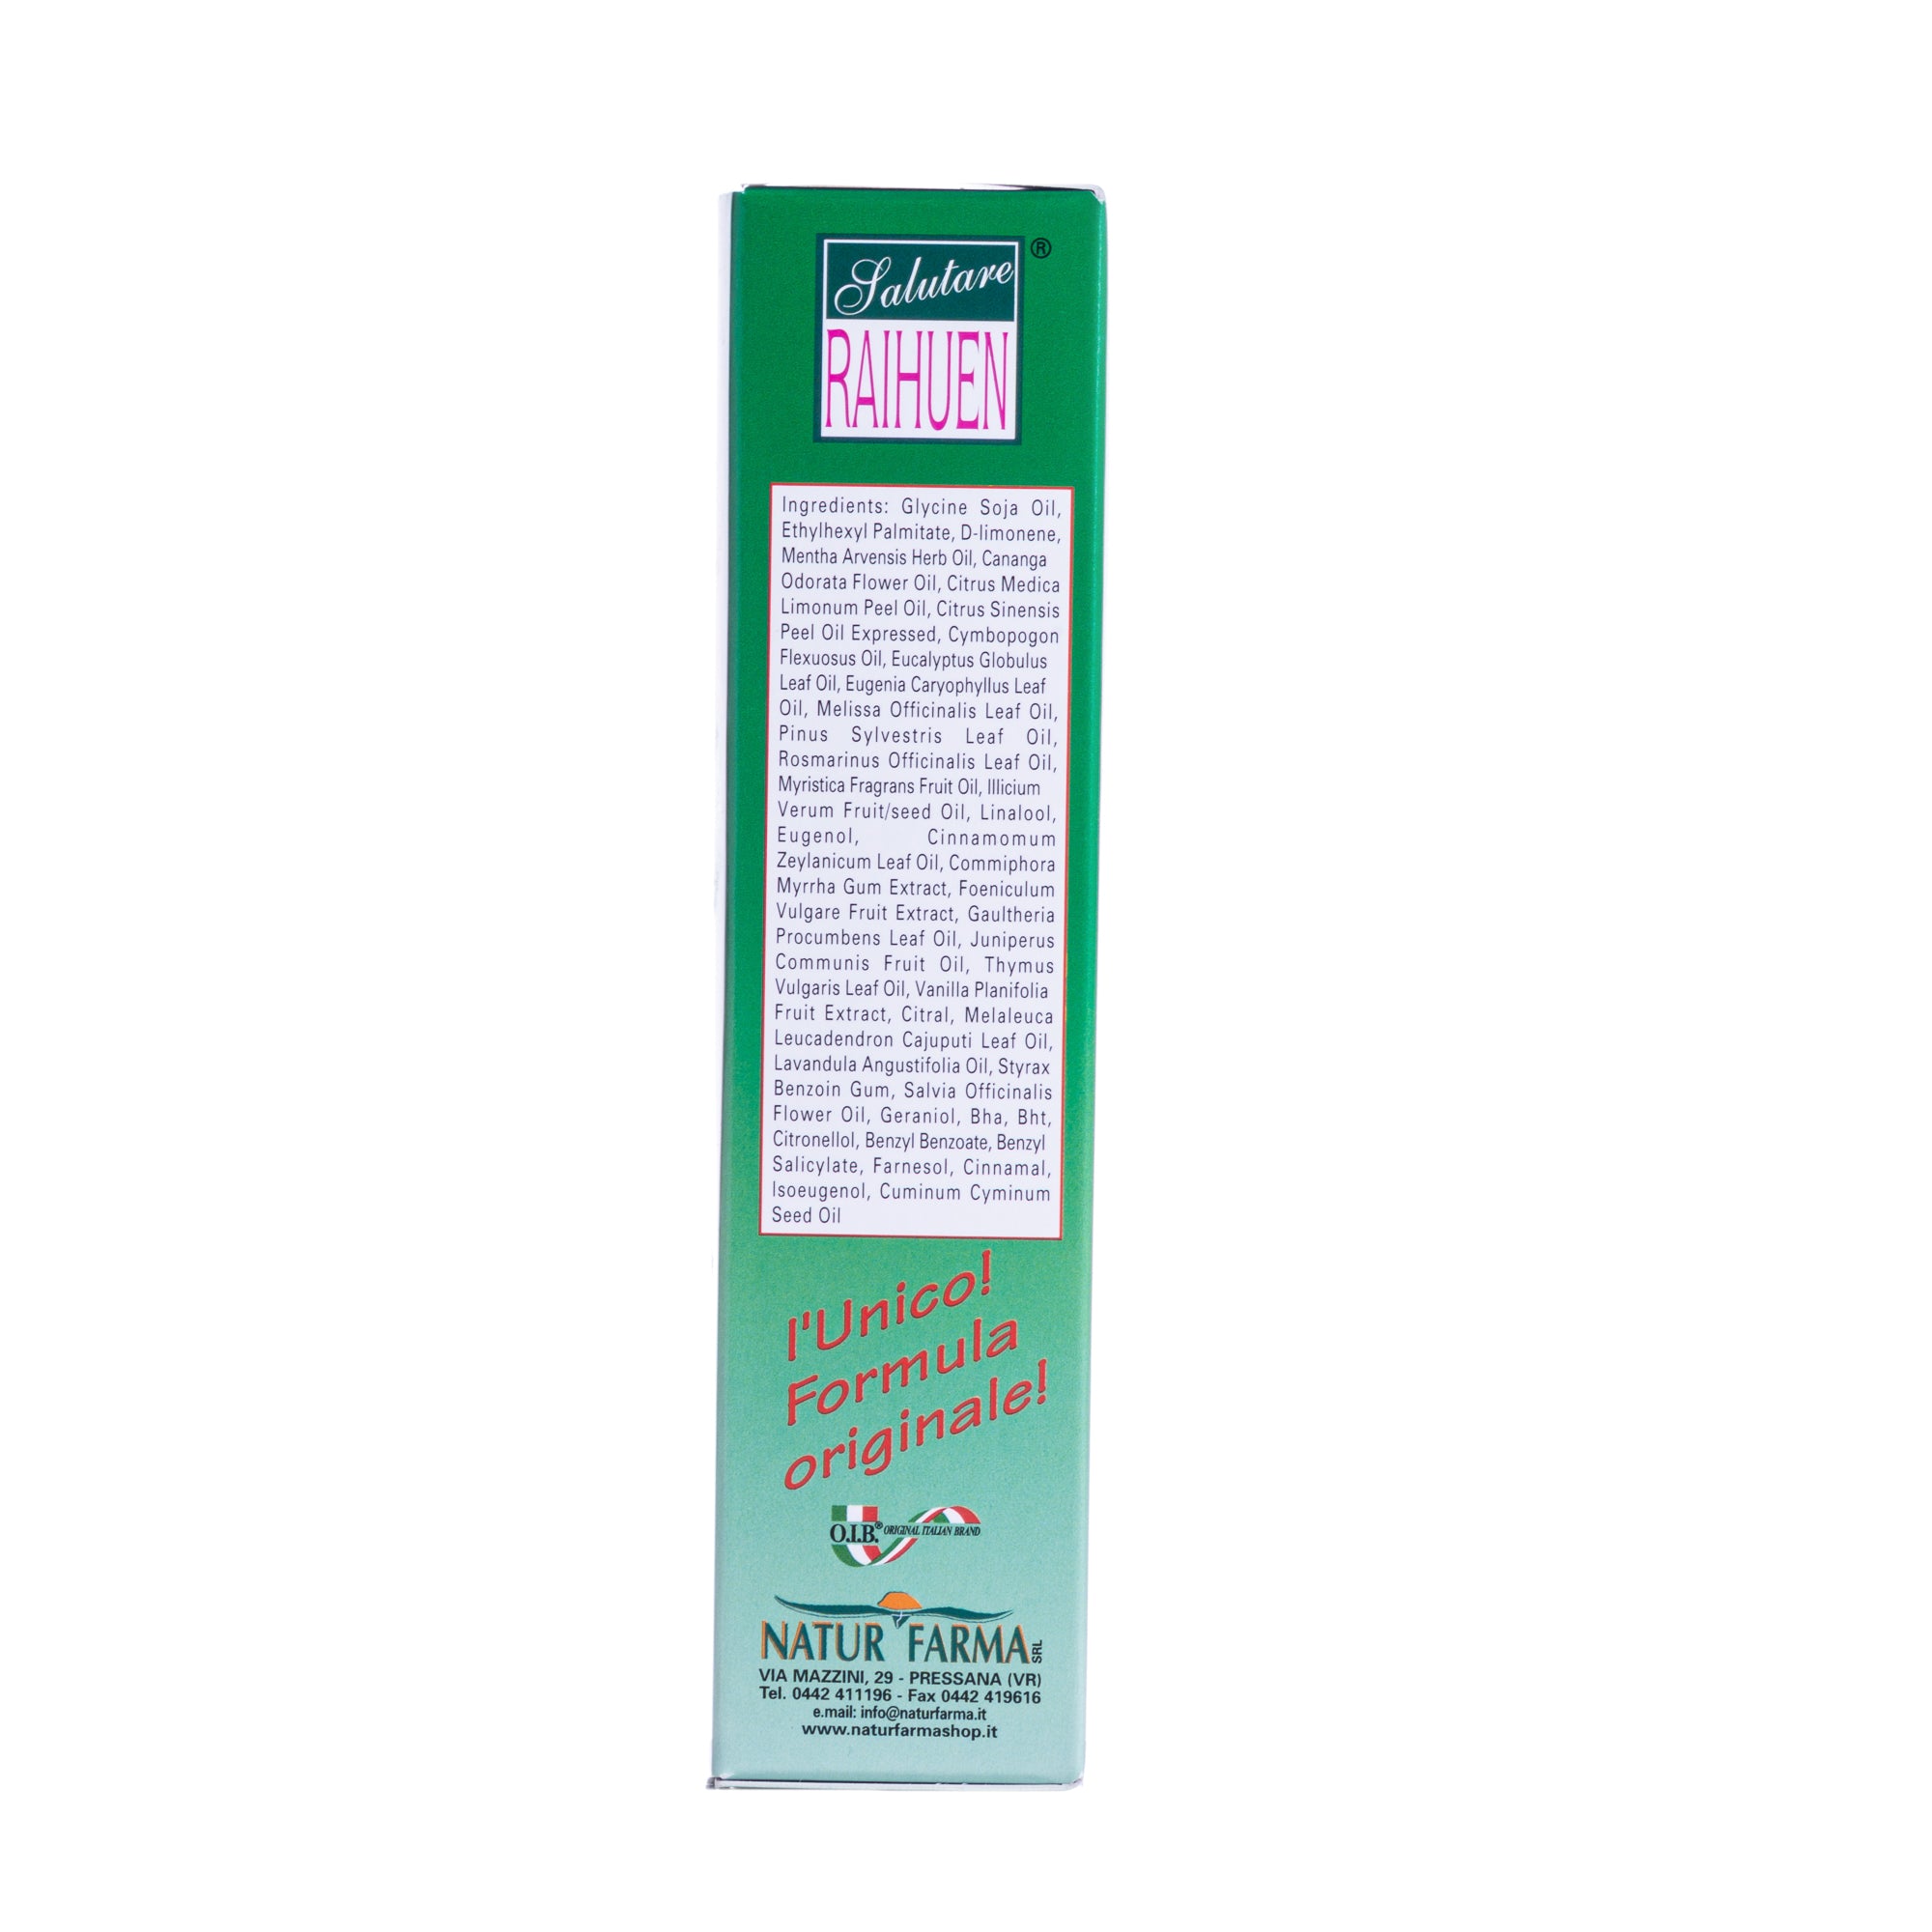 Salutare
®
RAIHUEN
Ingredients: Glycine Soja Oil,
Ethylhexyl Palmitate, D-limonene,
Mentha Arvensis Herb Oil, Cananga
Odorata Flower Oil, Citrus Medica
Limonum Peel Oil, Citrus Sinensis
Peel Oil Expressed, Cymbopogon
Flexuosus Oil, Eucalyptus Globulus
Leaf Oil, Eugenia Caryophyllus Leaf
Oil, Melissa Officinalis Leaf Oil,
Pinus Sylvestris Leaf Oil,
Rosmarinus Officinalis Leaf Oil,
Myristica Fragrans Fruit Oil, Illicium
Verum Fruit/seed Oil, Linalool,
Eugenol, Cinnamomum
Zeylanicum Leaf Oil, Commiphora
Myrrha Gum Extract, Foeniculum
Vulgare Fruit Extract, Gaultheria
Procumbens Leaf Oil, Juniperus
Communis Fruit Oil, Thymus
Vulgaris Leaf Oil, Vanilla Planifolia
Fruit Extract, Citral, Melaleuca
Leucadendron Cajuputi Leaf Oil,
Lavandula Angustifolia Oil, Styrax
Benzoin Gum, Salvia Officinalis
Flower Oil, Geraniol, Bha, Bht,
Citronellol, Benzyl Benzoate, Benzyl
Salicylate, Farnesol, Cinnamal,
Isoeugenol, Cuminum Cyminum
Seed Oil
l'Unico!
Formula
originale!
O.I.B.® ORIGINAL ITALIAN BRAND
NATUR FARMA SRL
VIA MAZZINI, 29 - PRESSANA (VR)
Tel. 0442 411196 - Fax 0442 419616
e.mail: info@naturfarma.it
www.naturfarmashop.it